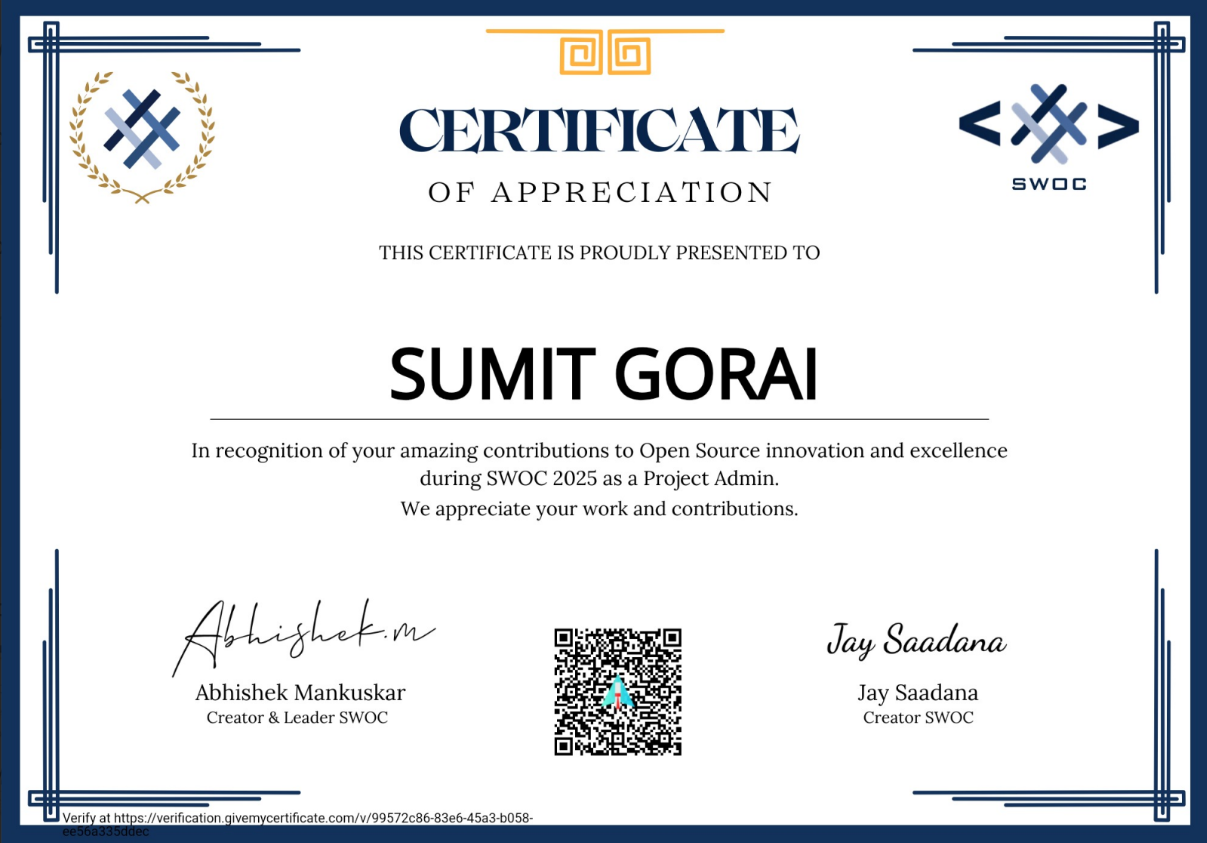 CERTIFICATE
OF APPRECIATION
SWOC
THIS CERTIFICATE IS PROUDLY PRESENTED TO
SUMIT GORAI
In recognition of your amazing contributions to Open Source innovation and excellence
during SWOC 2025 as a Project Admin.
We appreciate your work and contributions.
Abhishek.m
Jay Saadana
Abhishek Mankuskar
Creator & Leader SWOC
Jay Saadana
Creator SWOC
Verify at https://verification.givemycertificate.com/v/99572c86-83e6-45a3-b058-
ee56a335ddec